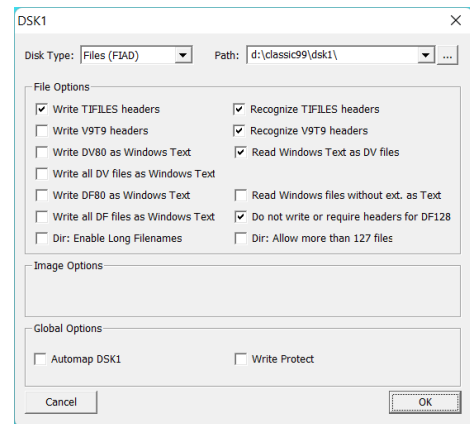 DSK1
Disk Type: Files (FIAD) Path: d:\classic99\dsk1\ ...
File Options
Write TIFILES headers Recognize TIFILES headers
Write V9T9 headers Recognize V9T9 headers
Write DV80 as Windows Text Read Windows Text as DV files
Write all DV files as Windows Text
Write DF80 as Windows Text Read Windows files without ext. as Text
Write all DF files as Windows Text Do not write or require headers for DF128
Dir: Enable Long Filenames Dir: Allow more than 127 files
Image Options
Global Options
Automap DSK1 Write Protect
Cancel OK